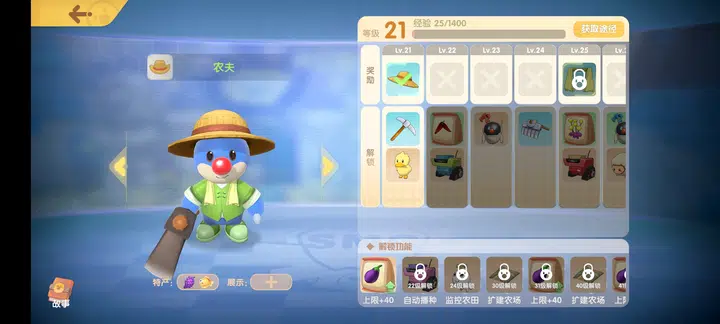 等级 21 经验 25/1400 获取途径
奖励
Lv.21 Lv.22 Lv.23 Lv.24 Lv.25
解锁
农夫
特产: 展示:
故事
解锁功能
22级解锁 24级解锁 30级解锁 31级解锁 40级解锁
上限+40 自动播种 监控农田 扩建农场 上限+40 扩建农场 上限